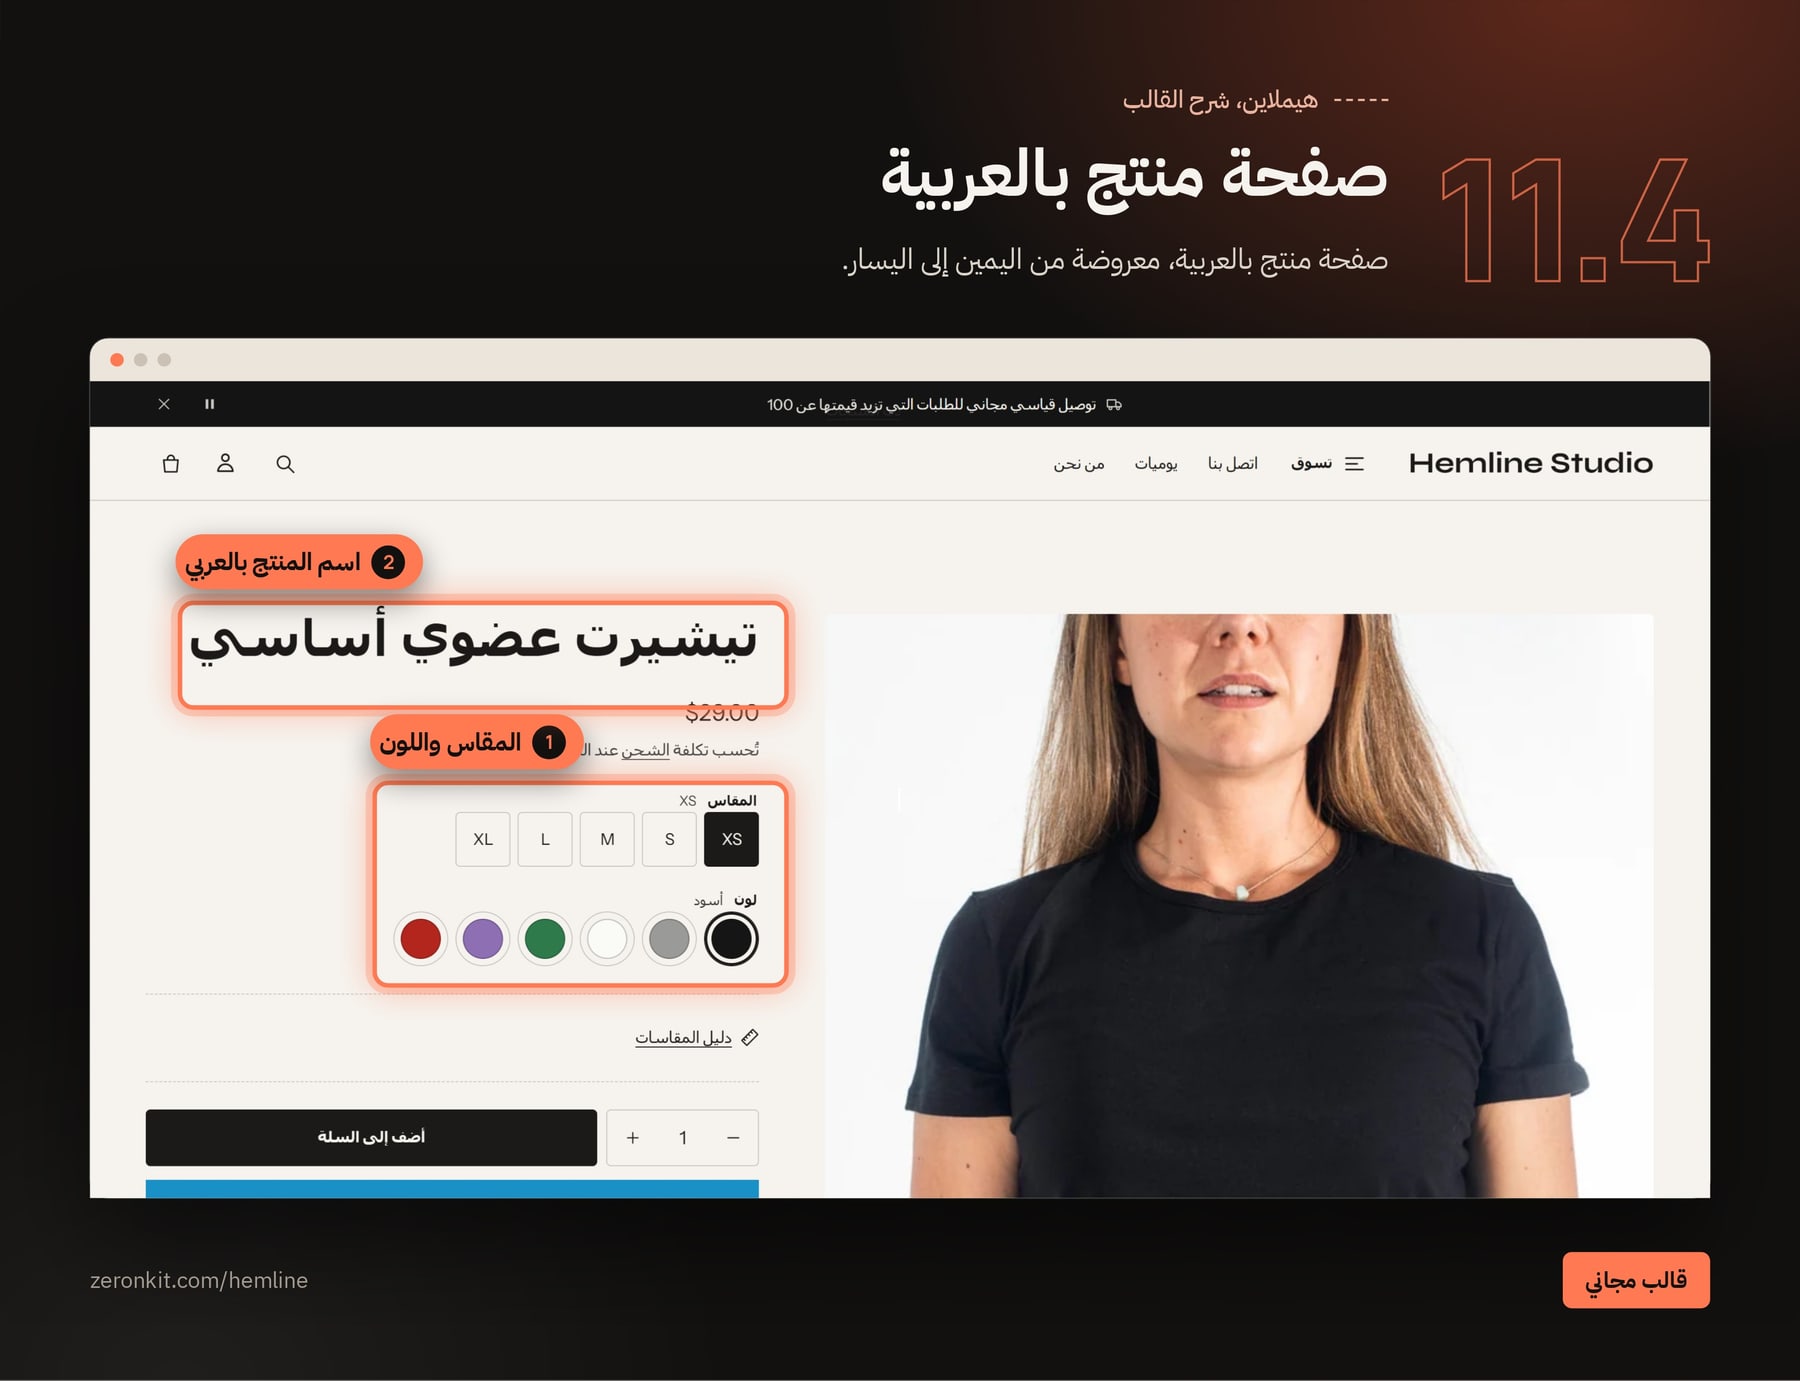 هيملاين، شرح القالب
11.4
صفحة منتج بالعربية
صفحة منتج بالعربية، معروضة من اليمين إلى اليسار.
توصيل قياسي مجاني للطلبات التي تزيد قيمتها عن 100
Hemline Studio
تسوق
اتصل بنا
يوميات
من نحن
2 اسم المنتج بالعربي
تيشيرت عضوي أساسي
$29.00
تُحسب تكلفة الشحن عند
1 المقاس واللون
المقاس XS
XS S M L XL
لون أسود
دليل المقاسات
− 1 +
أضف إلى السلة
قالب مجاني
zeronkit.com/hemline